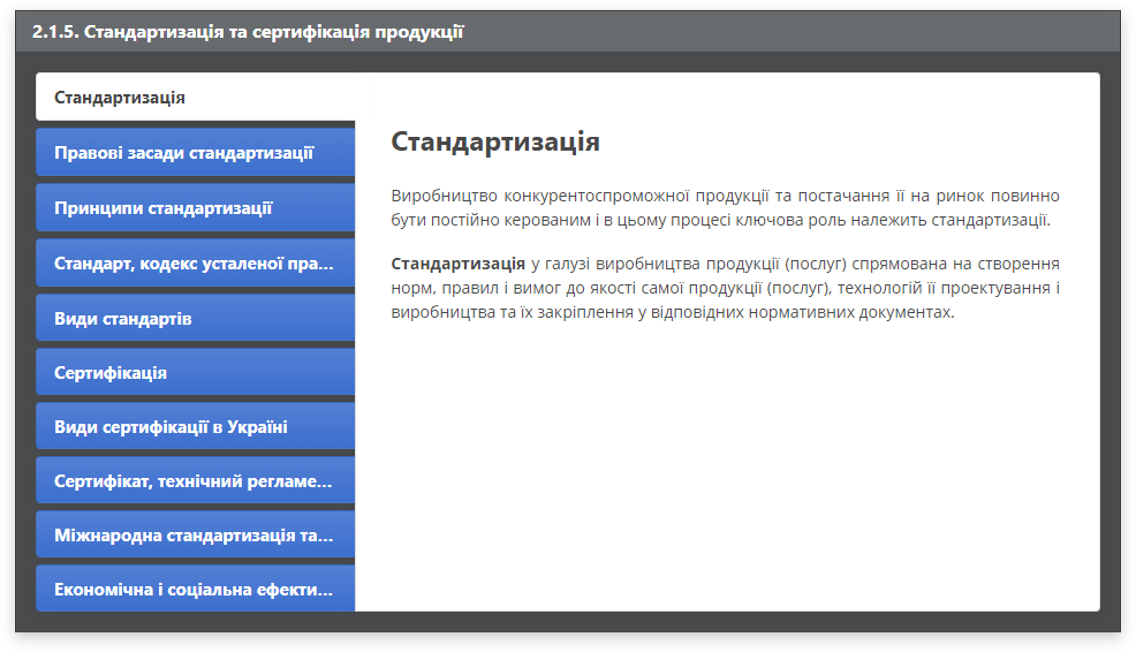 2.1.5. Стандартизація та сертифікація продукції
Стандартизація
Правові засади стандартизації
Принципи стандартизації
Стандарт, кодекс усталеної пра...
Види стандартів
Сертифікація
Види сертифікації в Україні
Сертифікат, технічний регламе...
Міжнародна стандартизація та...
Економічна і соціальна ефекти...
Стандартизація
Виробництво конкурентоспроможної продукції та постачання її на ринок повинно
бути постійно керованим і в цьому процесі ключова роль належить стандартизації.
Стандартизація у галузі виробництва продукції (послуг) спрямована на створення
норм, правил і вимог до якості самої продукції (послуг), технологій її проектування і
виробництва та їх закріплення у відповідних нормативних документах.